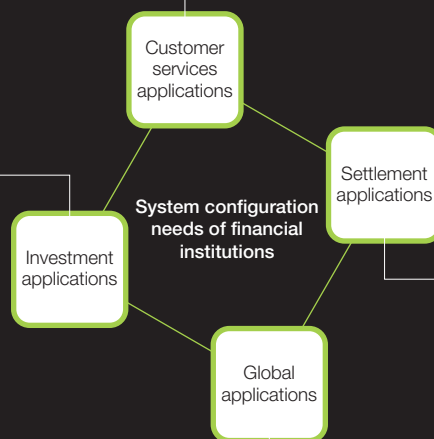 Customer
services
applications
Settlement
applications
System configuration
needs of financial
institutions
Investment
applications
Global
applications